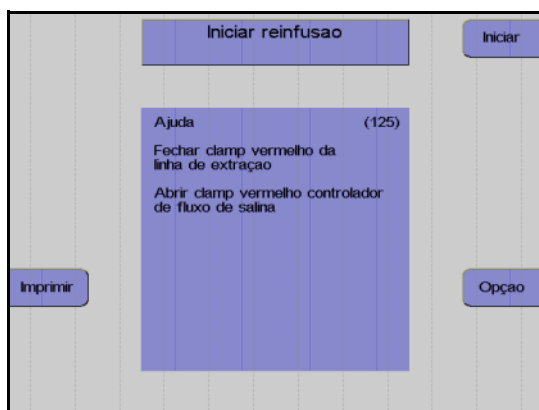 Iniciar reinfusao
Iniciar
Ajuda (125)
Fechar clamp vermelho da
linha de extraçao
Abrir clamp vermelho controlador
de fluxo de salina
Imprimir
Opçao